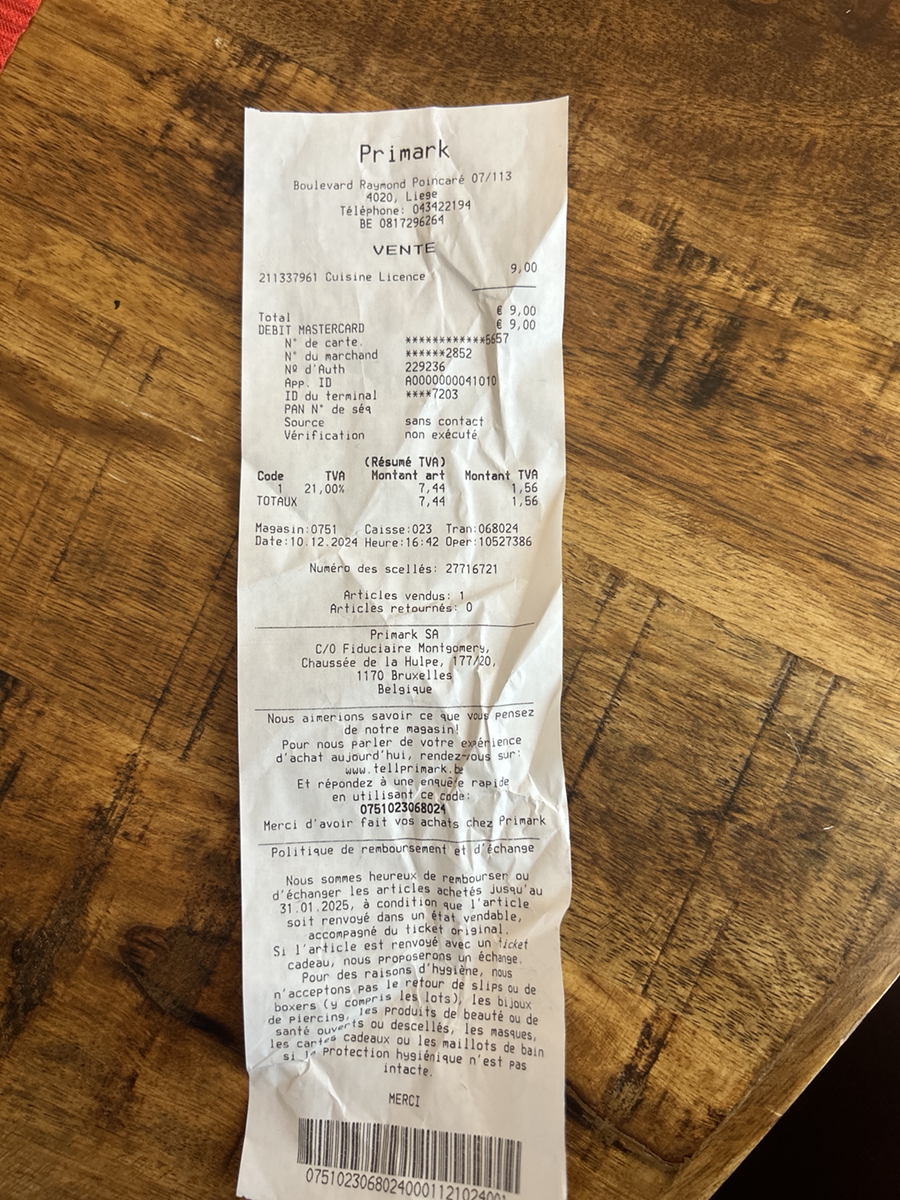 Primark
Boulevard Raymond Poincaré 07/113
4020, Liege
Téléphone: 043422194
BE 0817296264
VENTE
211337961 Cuisine Licence 9,00
Total € 9,00
DEBIT MASTERCARD € 9,00
N° de carte. ************5657
N° du marchand ******2852
Nº d'Auth 229236
App. ID A0000000041010
ID du terminal ****7203
PAN N° de séq
Source sans contact
Vérification non exécuté
(Résumé TVA)
Code TVA Montant art Montant TVA
1 21,00% 7,44 1,56
TOTAUX 7,44 1,56
Magasin:0751 Caisse:023 Tran:068024
Date:10.12.2024 Heure:16:42 Oper:10527386
Numéro des scellés: 27716721
Articles vendus: 1
Articles retournés: 0
Primark SA
C/O Fiduciaire Montgomery,
Chaussée de la Hulpe, 177/20,
1170 Bruxelles
Belgique
Nous aimerions savoir ce que vous pensez
de notre magasin!
Pour nous parler de votre expérience
d'achat aujourd'hui, rendez-vous sur:
www.tellprimark.be
Et répondez à une enquête rapide
en utilisant ce code:
0751023068024
Merci d'avoir fait vos achats chez Primark
Politique de remboursement et d'échange
Nous sommes heureux de rembourser ou
d'échanger les articles achetés jusqu'au
31.01.2025, à condition que l'article
soit renvoyé dans un état vendable,
accompagné du ticket original.
Si l'article est renvoyé avec un ticket
cadeau, nous proposerons un échange.
Pour des raisons d'hygiène, nous
n'acceptons pas le retour de slips ou de
boxers (y compris les lots), les bijoux
de piercing, les produits de beauté ou de
santé ouverts ou descellés, les masques,
les cartes cadeaux ou les maillots de bain
si la protection hygiénique n'est pas
intacte.
MERCI
07510230680240001121024001